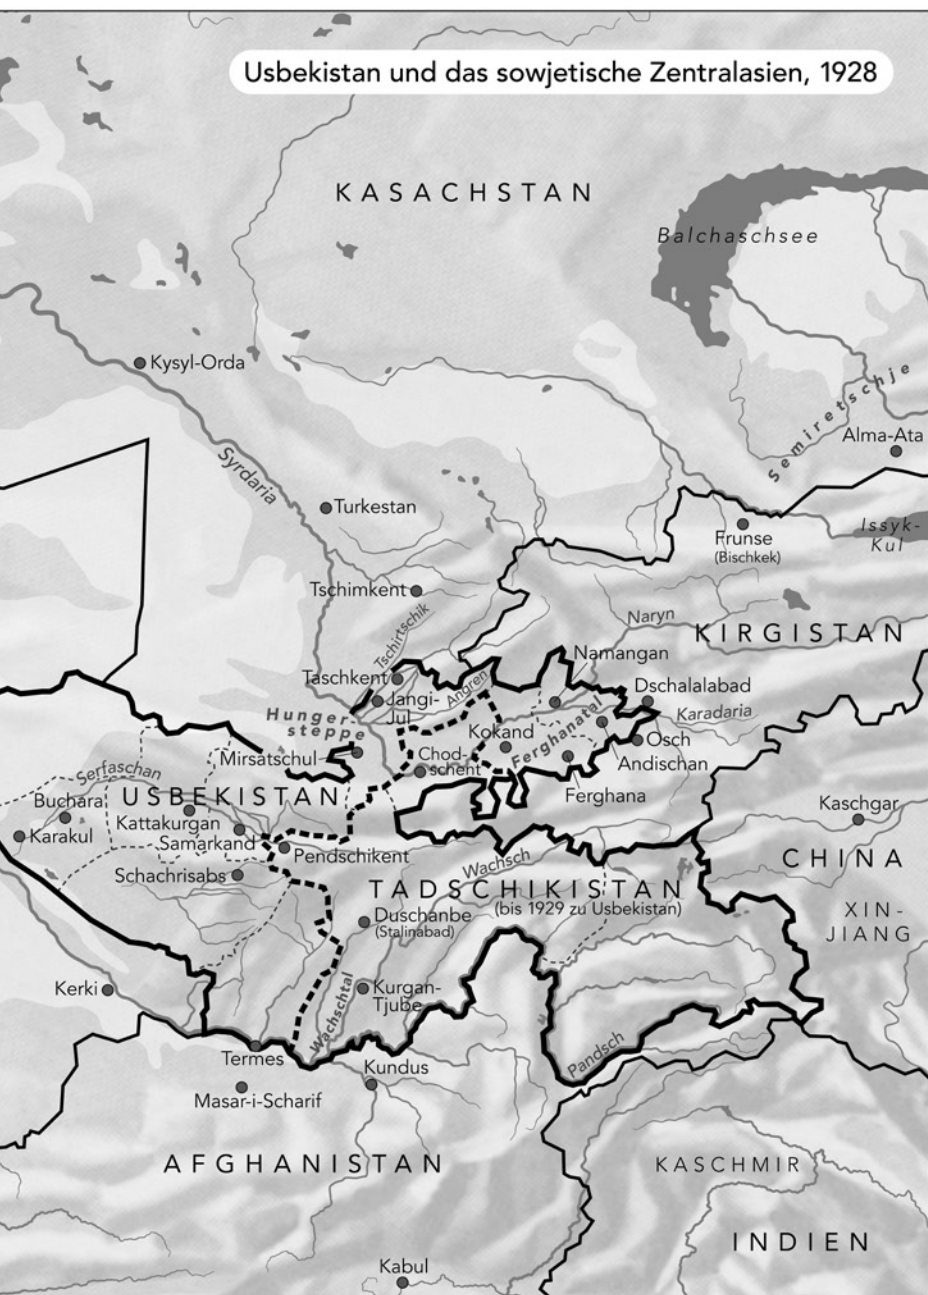 Usbekistan und das sowjetische Zentralasien, 1928
KASACHSTAN
Balchaschsee
Kysyl-Orda
Semiretschje
Alma-Ata
Syrdaria
Turkestan
Frunse
(Bischkek)
Issyk-
Kul
Tschimkent
Tschirtschik
Naryn
KIRGISTAN
Namangan
Taschkent
Angren
Dschalalabad
Jangi-
Jul
Karadaria
Hunger-
steppe
Kokand
Ferghanatal
Osch
Mirsatschul
Chod-
schent
Andischan
Serfaschan
Ferghana
Buchara
USBEKISTAN
Kaschgar
Karakul
Kattakurgan
Samarkand
Pendschikent
CHINA
Wachsch
Schachrisabs
TADSCHIKISTAN
(bis 1929 zu Usbekistan)
XIN-
JIANG
Duschanbe
(Stalinabad)
Kerki
Kurgan-
Tjube
Wachschtal
Pandsch
Termes
Kundus
Masar-i-Scharif
AFGHANISTAN
KASCHMIR
INDIEN
Kabul